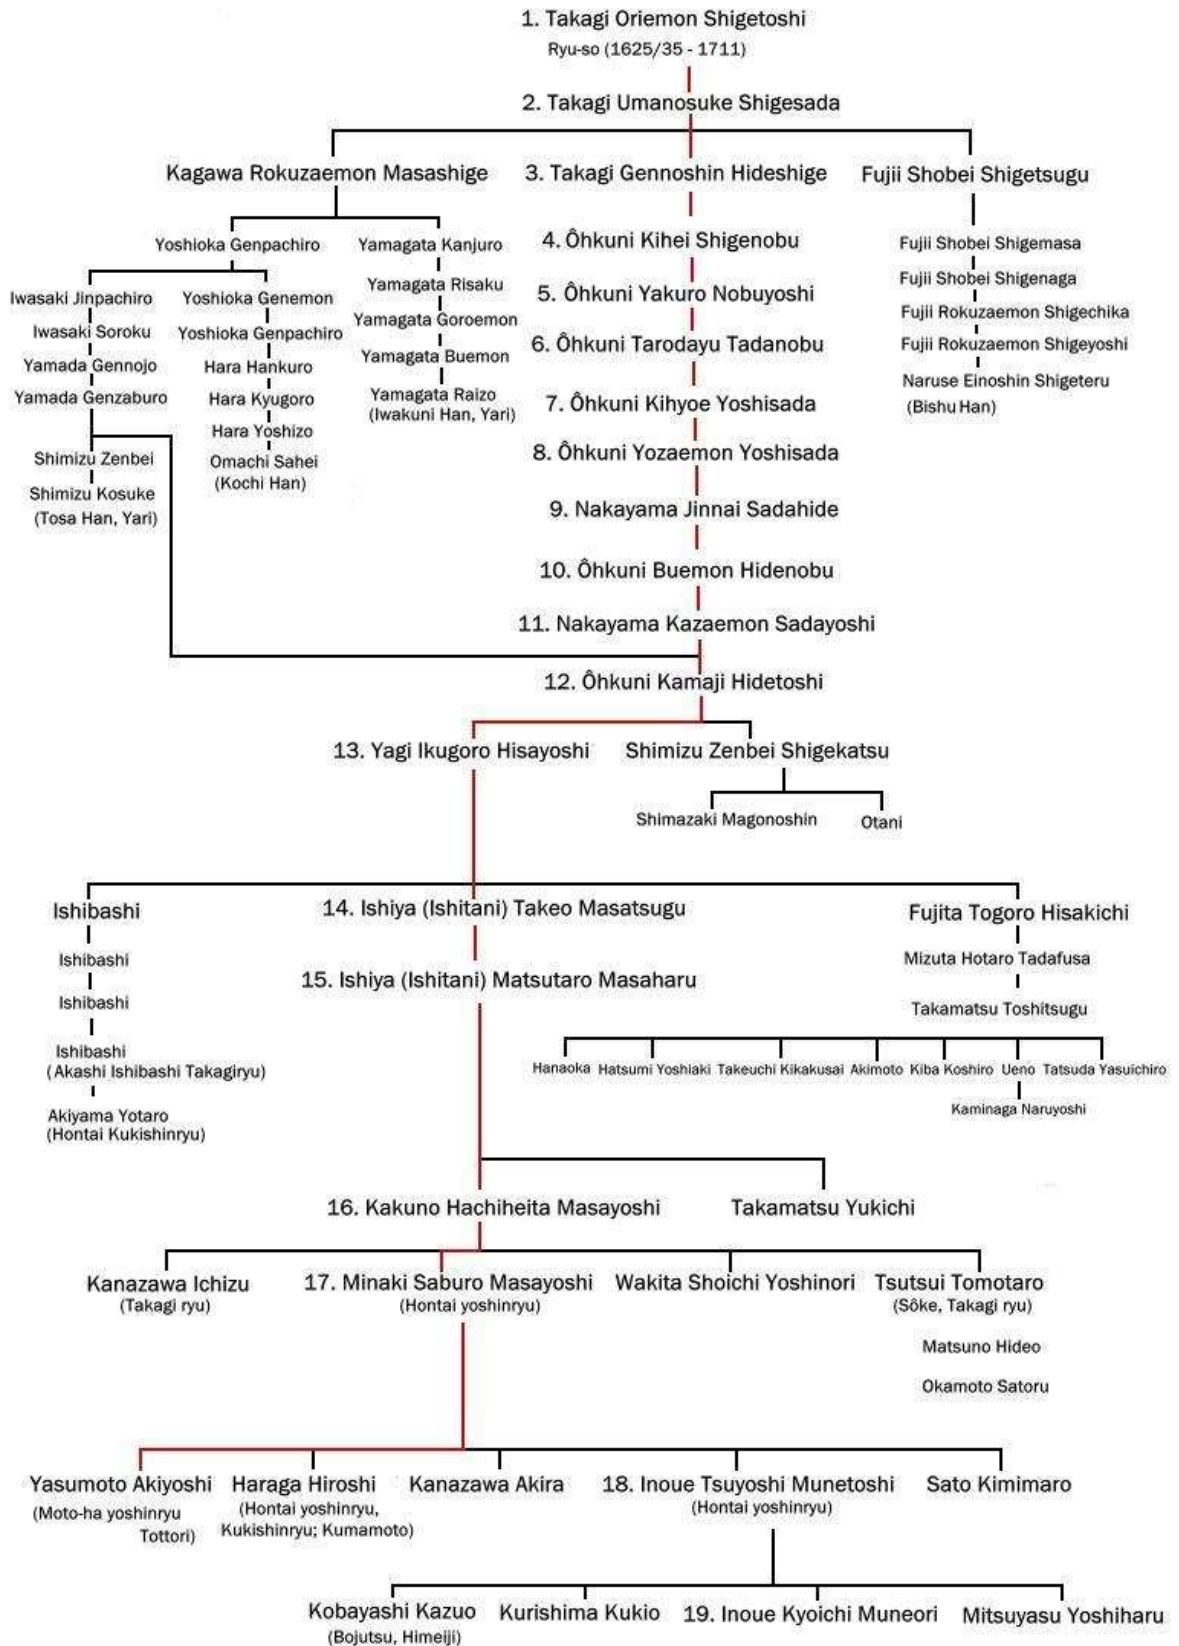 1. Takagi Oriemon Shigetoshi
Ryu-so (1625/35 - 1711)
2. Takagi Umanosuke Shigesada
Kagawa Rokuzaemon Masashige
3. Takagi Gennoshin Hideshige
Fujii Shobei Shigetsugu
Yoshioka Genpachiro
Yamagata Kanjuro
Iwasaki Jinpachiro
Iwasaki Soroku
Yamada Gennojo
Yamada Genzaburo
Shimizu Zenbei
Shimizu Kosuke
(Tosa Han, Yari)
Yoshioka Genemon
Yoshioka Genpachiro
Hara Hankuro
Hara Kyugoro
Hara Yoshizo
Omachi Sahei
(Kochi Han)
Yamagata Risaku
Yamagata Goroemon
Yamagata Buemon
Yamagata Raizo
(Iwakuni Han, Yari)
4. Ôhkuni Kihei Shigenobu
5. Ôhkuni Yakuro Nobuyoshi
6. Ôhkuni Tarodayu Tadanobu
7. Ôhkuni Kihyoe Yoshisada
8. Ôhkuni Yozaemon Yoshisada
9. Nakayama Jinnai Sadahide
10. Ôhkuni Buemon Hidenobu
11. Nakayama Kazaemon Sadayoshi
12. Ôhkuni Kamaji Hidetoshi
Fujii Shobei Shigemasa
Fujii Shobei Shigenaga
Fujii Rokuzaemon Shigechika
Fujii Rokuzaemon Shigeyoshi
Naruse Einoshin Shigeteru
(Bishu Han)
13. Yagi Ikugoro Hisayoshi
Shimizu Zenbei Shigekatsu
Shimazaki Magonoshin
Otani
Ishibashi
14. Ishiya (Ishitani) Takeo Masatsugu
Fujita Togoro Hisakichi
Ishibashi
Ishibashi
Ishibashi
(Akashi Ishibashi Takagiryu)
Akiyama Yotaro
(Hontai Kukishinryu)
15. Ishiya (Ishitani) Matsutaro Masaharu
Mizuta Hotaro Tadafusa
Takamatsu Toshitsugu
Hanaoka
Hatsumi Yoshiaki
Takeuchi Kikakusai
Akimoto
Kiba Koshiro
Ueno
Tatsuda Yasuichiro
Kaminaga Naruyoshi
16. Kakuno Hachiheita Masayoshi
Takamatsu Yukichi
Kanazawa Ichizu
(Takagi ryu)
17. Minaki Saburo Masayoshi
(Hontai yoshinryu)
Wakita Shoichi Yoshinori
Tsutsui Tomotaro
(Sôke, Takagi ryu)
Matsuno Hideo
Okamoto Satoru
Yasumoto Akiyoshi
(Moto-ha yoshinryu
Tottori)
Haraga Hiroshi
(Hontai yoshinryu,
Kukishinryu; Kumamoto)
Kanazawa Akira
18. Inoue Tsuyoshi Munetoshi
(Hontai yoshinryu)
Sato Kimimaro
Kobayashi Kazuo
(Bojutsu, Himeiji)
Kurishima Kukio
19. Inoue Kyoichi Muneori
Mitsuyasu Yoshiharu